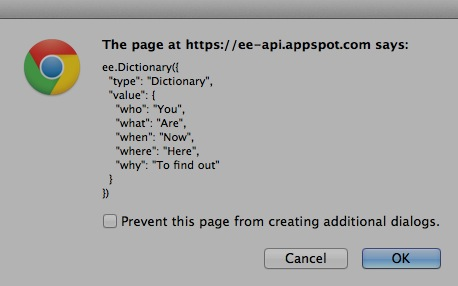 The page at https://ee-api.appspot.com says:
ee.Dictionary({
  "type": "Dictionary",
  "value": {
    "who": "You",
    "what": "Are",
    "when": "Now",
    "where": "Here",
    "why": "To find out"
  }
})
Prevent this page from creating additional dialogs.
Cancel
OK